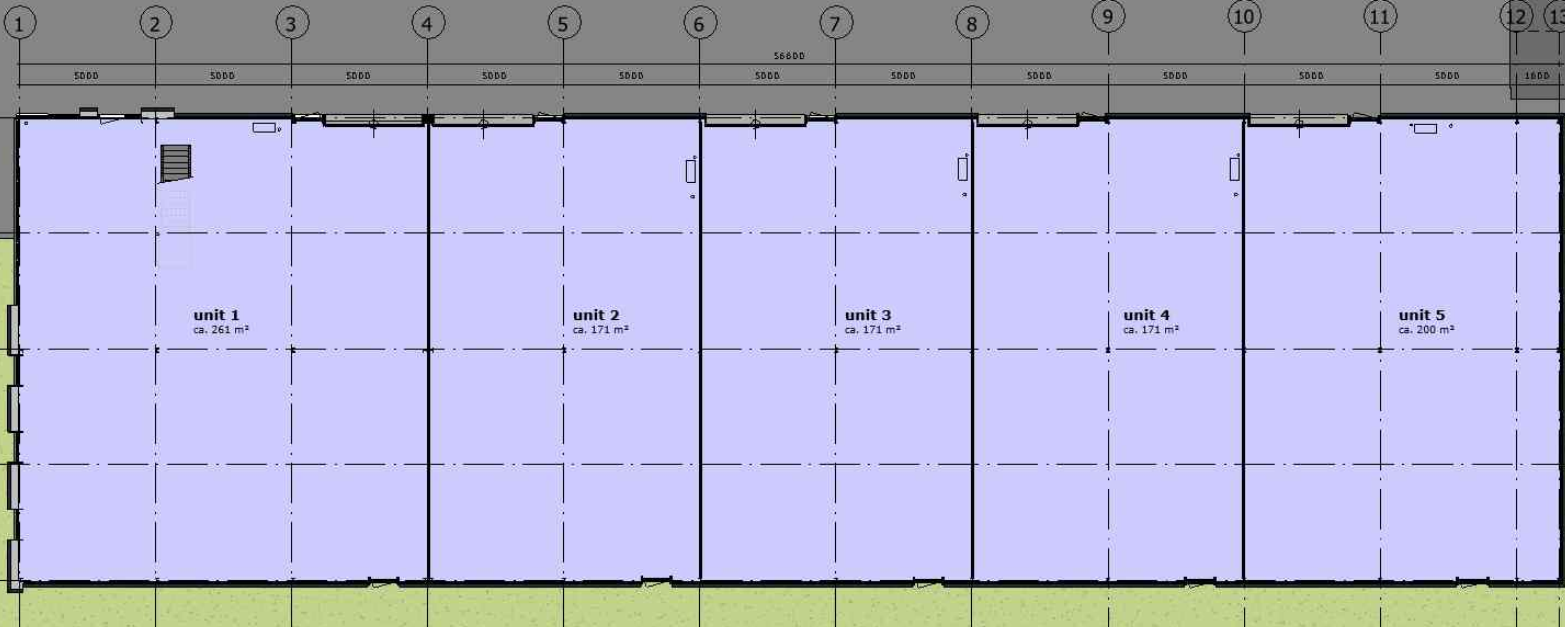 1 2 3 4 5 6 7 8 9 10 11 12 13
56600
5000 5000 5000 5000 5000 5000 5000 5000 5000 5000 5000 1600
unit 1 unit 2 unit 3 unit 4 unit 5
ca. 261 m² ca. 171 m² ca. 171 m² ca. 171 m² ca. 200 m²